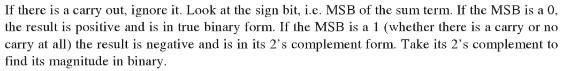 If there is a carry out, ignore it. Look at the sign bit, i.e. MSB of the sum term. If the MSB is a 0,
the result is positive and is in true binary form. If the MSB is a 1 (whether there is a carry or no
carry at all) the result is negative and is in its 2’s complement form. Take its 2’s complement to
find its magnitude in binary.